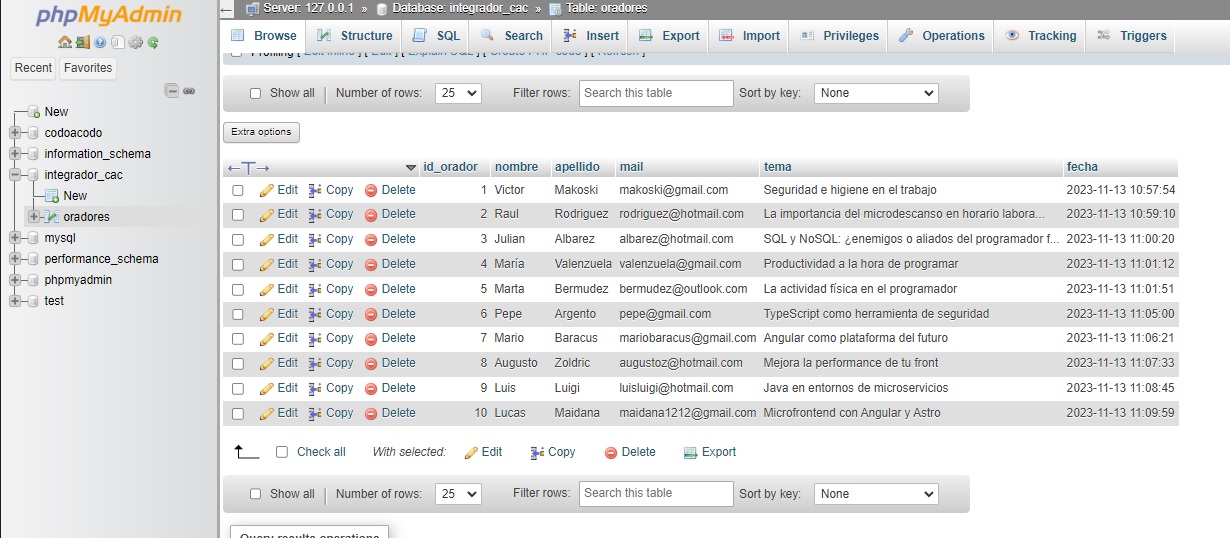 phpMyAdmin
Recent Favorites
New
codoacodo
information_schema
integrador_cac
New
oradores
mysql
performance_schema
phpmyadmin
test
Server: 127.0.0.1 » Database: integrador_cac » Table: oradores
Browse Structure SQL Search Insert Export Import Privileges Operations Tracking Triggers
Profiling [ Edit inline ] [ Edit ] [ Explain SQL ] [ Create PHP code ] [ Refresh ]
Show all Number of rows: 25 Filter rows: Search this table Sort by key: None
Extra options
←T→ id_orador nombre apellido mail tema fecha
Edit Copy Delete 1 Victor Makoski makoski@gmail.com Seguridad e higiene en el trabajo 2023-11-13 10:57:54
Edit Copy Delete 2 Raul Rodriguez rodriguez@hotmail.com La importancia del microdescanso en horario labora... 2023-11-13 10:59:10
Edit Copy Delete 3 Julian Albarez albarez@hotmail.com SQL y NoSQL: ¿enemigos o aliados del programador f... 2023-11-13 11:00:20
Edit Copy Delete 4 María Valenzuela valenzuela@gmail.com Productividad a la hora de programar 2023-11-13 11:01:12
Edit Copy Delete 5 Marta Bermudez bermudez@outlook.com La actividad física en el programador 2023-11-13 11:01:51
Edit Copy Delete 6 Pepe Argento pepe@gmail.com TypeScript como herramienta de seguridad 2023-11-13 11:05:00
Edit Copy Delete 7 Mario Baracus mariobaracus@gmail.com Angular como plataforma del futuro 2023-11-13 11:06:21
Edit Copy Delete 8 Augusto Zoldric augustoz@hotmail.com Mejora la performance de tu front 2023-11-13 11:07:33
Edit Copy Delete 9 Luis Luigi luisluigi@hotmail.com Java en entornos de microservicios 2023-11-13 11:08:45
Edit Copy Delete 10 Lucas Maidana maidana1212@gmail.com Microfrontend con Angular y Astro 2023-11-13 11:09:59
Check all With selected: Edit Copy Delete Export
Show all Number of rows: 25 Filter rows: Search this table Sort by key: None
Query results operations